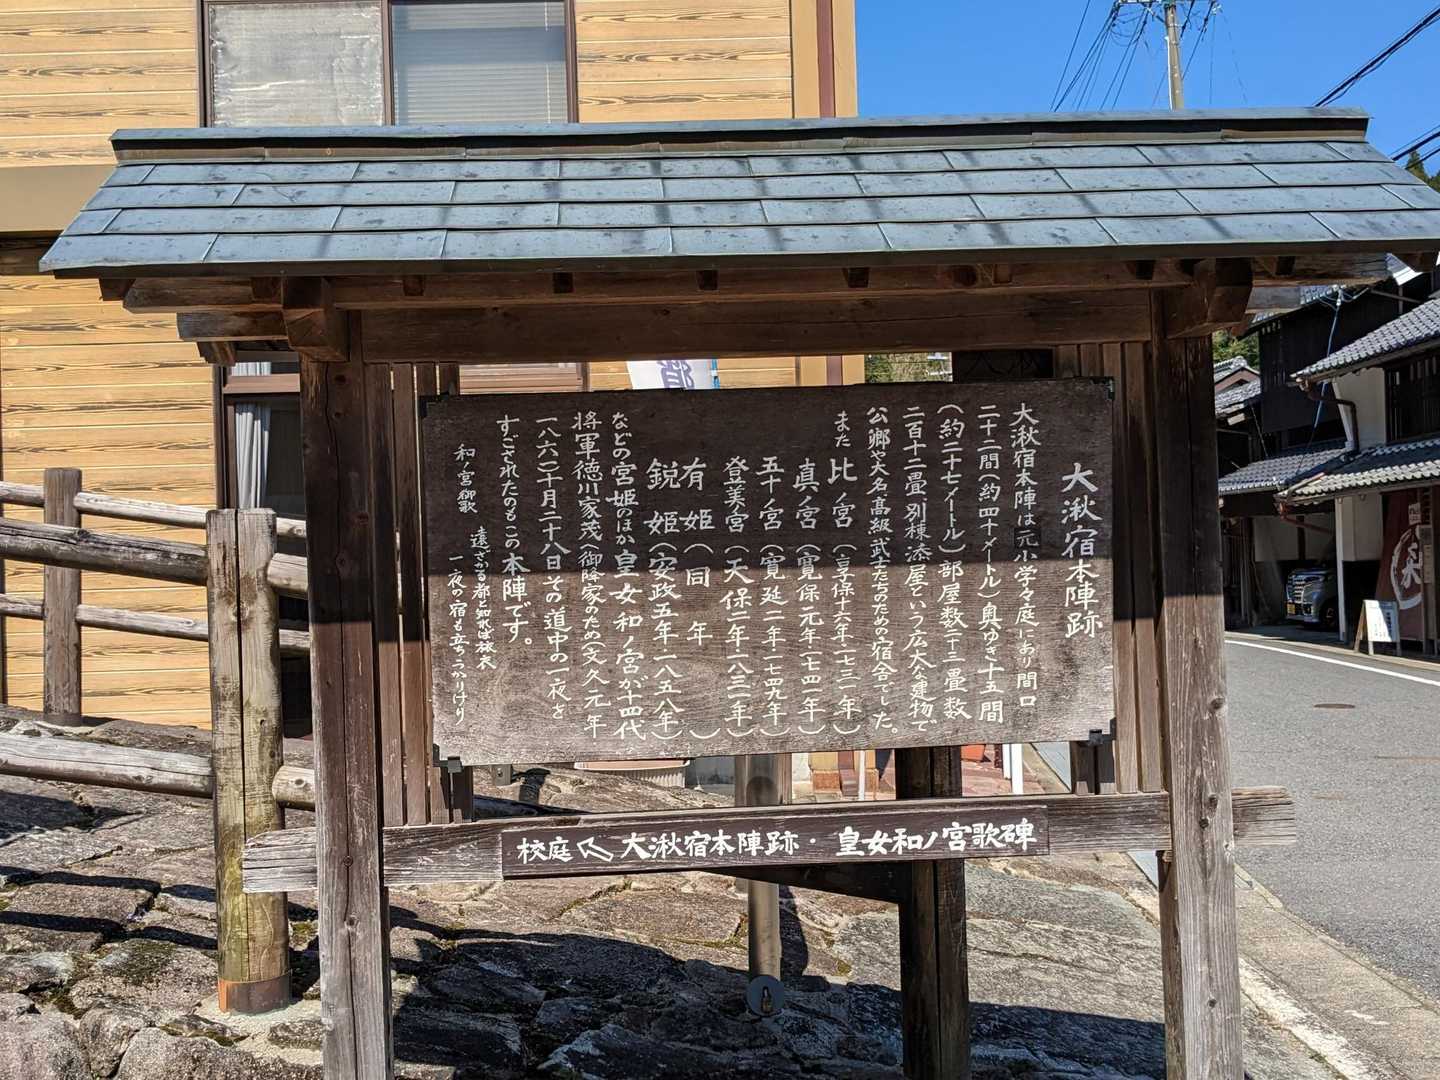 大湫宿本陣跡
大湫宿本陣は元小学々庭にあり間口
二十二間(約四十メートル)奥ゆき十五間
(約二十七メートル)部屋数二十三畳数
二百十二畳、別棟添屋という広大な建物で
公郷や大名、高級武士たちのための宿舎でした。
また 比ノ宮(享保十六年・一七三一年)
眞ノ宮(寛保元年・一七四一年)
五十ノ宮(寛延一年・一七四九年)
登美ノ宮(天保二年・一八三一年)
有姫(同 年 )
鋭姫(安政五年・一八五八年)
などの宮姫のほか皇女和ノ宮が十四代
将軍徳川家茂へ御降家のため(文久元年
一八六一)十月二十八日その道中の一夜を
すごされたのもこの本陣です。
和ノ宮御歌 遠ざかる都と知れば旅衣
一夜の宿も立ちうかりけり
校庭 大湫宿本陣跡・皇女和ノ宮歌碑